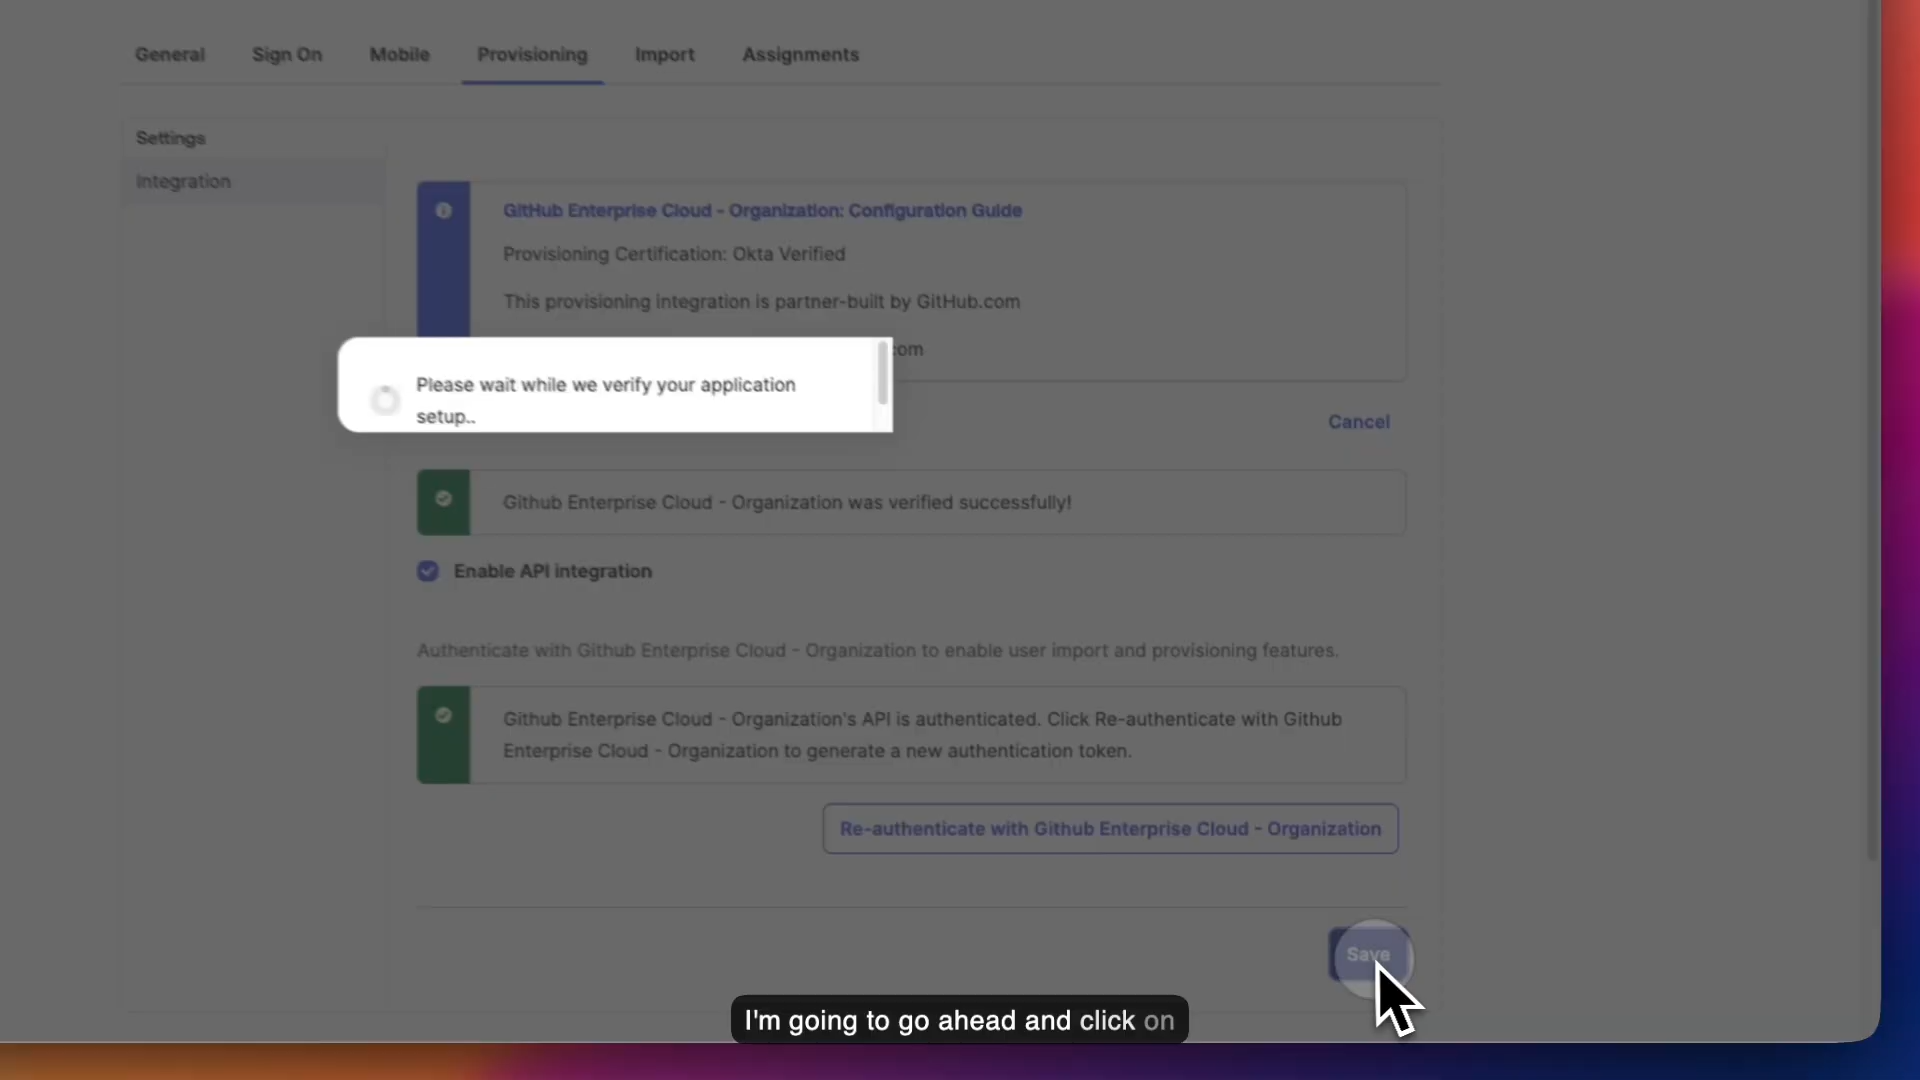 General Sign On Mobile Provisioning Import Assignments
Settings
Integration
GitHub Enterprise Cloud - Organization: Configuration Guide
Provisioning Certification: Okta Verified
This provisioning integration is partner-built by GitHub.com
com
Please wait while we verify your application
setup..
Cancel
Github Enterprise Cloud - Organization was verified successfully!
Enable API integration
Authenticate with Github Enterprise Cloud - Organization to enable user import and provisioning features.
Github Enterprise Cloud - Organization's API is authenticated. Click Re-authenticate with Github
Enterprise Cloud - Organization to generate a new authentication token.
Re-authenticate with Github Enterprise Cloud - Organization
Save
I'm going to go ahead and click on